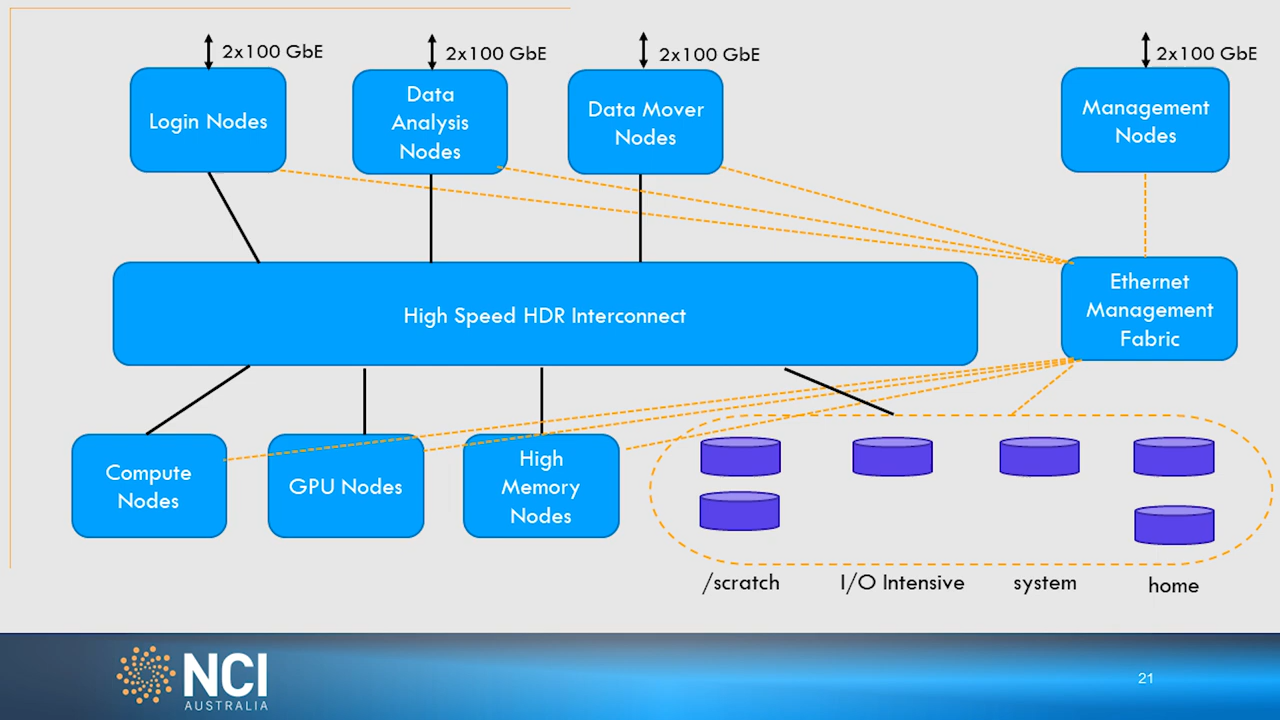 2x100 GbE
2x100 GbE
2x100 GbE
2x100 GbE
Login Nodes
Data
Analysis
Nodes
Data Mover
Nodes
Management
Nodes
High Speed HDR Interconnect
Ethernet
Management
Fabric
Compute
Nodes
GPU Nodes
High
Memory
Nodes
/scratch
I/O Intensive
system
home
NCI
AUSTRALIA
21